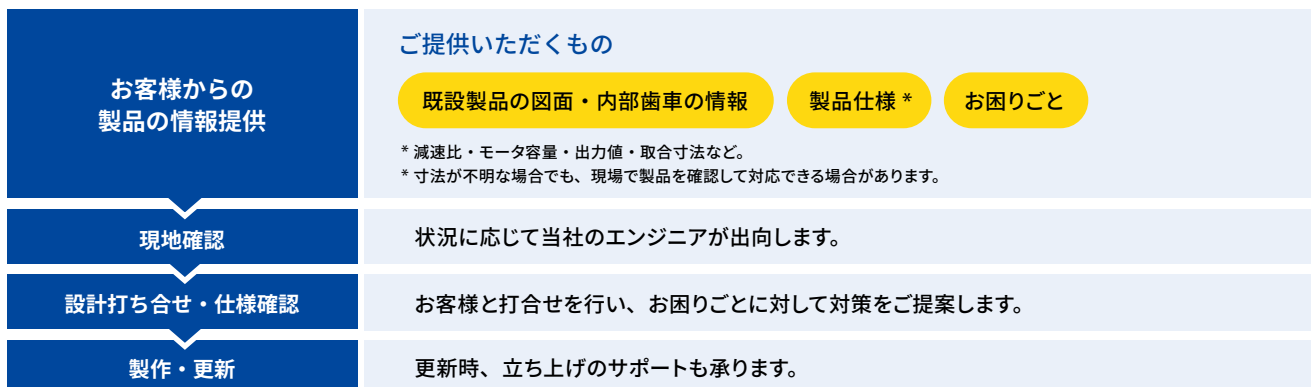 お客様からの
製品の情報提供
ご提供いただくもの
既設製品の図面・内部歯車の情報
製品仕様 *
お困りごと
* 減速比・モータ容量・出力値・取合寸法など。
* 寸法が不明な場合でも、現場で製品を確認して対応できる場合があります。
現地確認
状況に応じて当社のエンジニアが出向します。
設計打ち合せ・仕様確認
お客様と打合せを行い、お困りごとに対して対策をご提案します。
製作・更新
更新時、立ち上げのサポートも承ります。